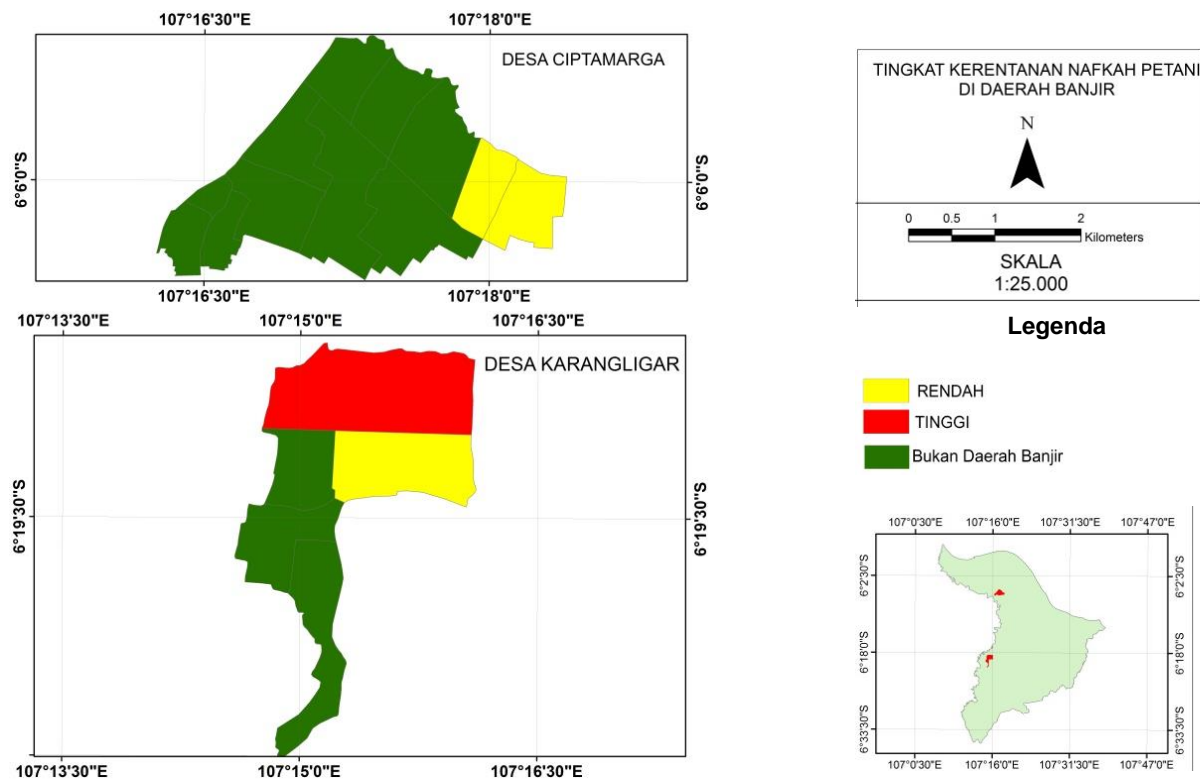 107°16'30"E 107°18'0"E
DESA CIPTAMARGA
6°6'0"S 6°6'0"S
107°16'30"E 107°18'0"E
107°13'30"E 107°15'0"E 107°16'30"E
DESA KARANGLIGAR
6°19'30"S 6°19'30"S
107°13'30"E 107°15'0"E 107°16'30"E
TINGKAT KERENTANAN NAFKAH PETANI
DI DAERAH BANJIR
N
0 0.5 1 2
Kilometers
SKALA
1:25.000
Legenda
RENDAH
TINGGI
Bukan Daerah Banjir
107°0'30"E 107°16'0"E 107°31'30"E 107°47'0"E
6°2'30"S 6°2'30"S
6°18'0"S 6°18'0"S
6°33'30"S 6°33'30"S
107°0'30"E 107°16'0"E 107°31'30"E 107°47'0"E